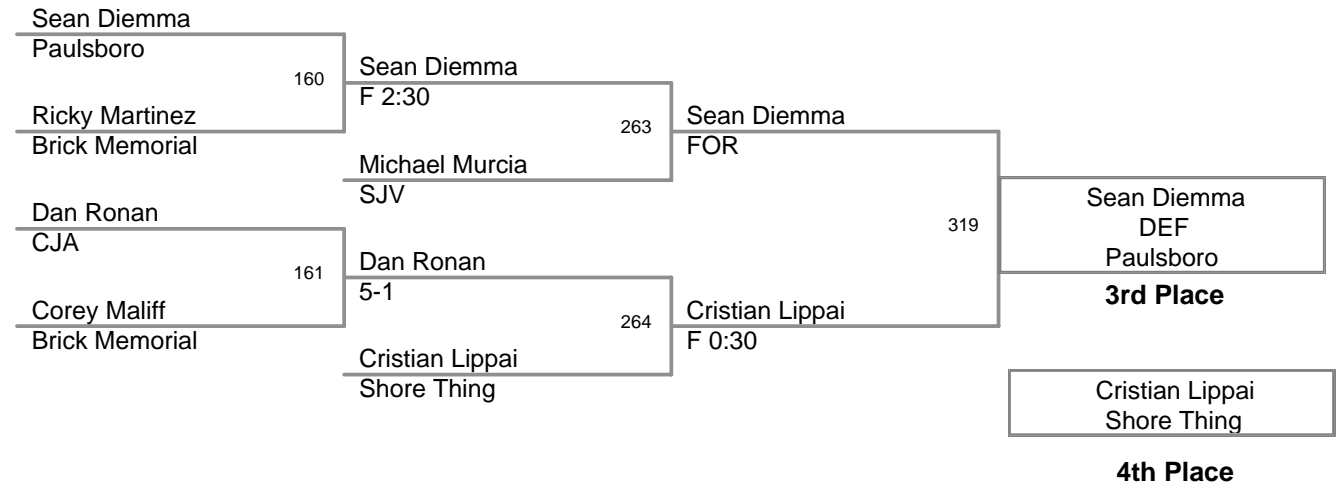 Sean Diemma
Paulsboro
160
Ricky Martinez
Brick Memorial
Dan Ronan
CJA
161
Corey Maliff
Brick Memorial
Sean Diemma
F 2:30
263
Michael Murcia
SJV
Dan Ronan
5-1
264
Cristian Lippai
Shore Thing
Sean Diemma
FOR
319
Cristian Lippai
F 0:30
Sean Diemma
DEF
Paulsboro
3rd Place
Cristian Lippai
Shore Thing
4th Place